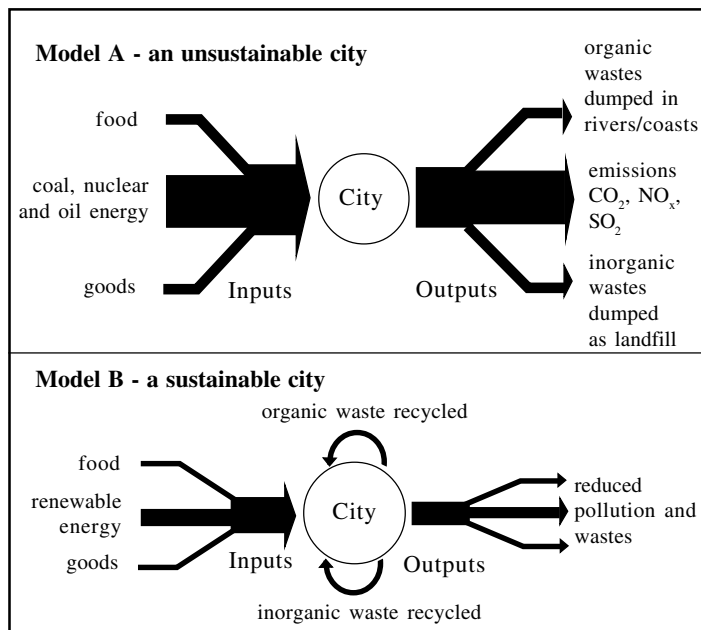 Model A - an unsustainable city
food
coal, nuclear
and oil energy
goods
Inputs
City
Outputs
organic
wastes
dumped in
rivers/coasts
emissions
CO₂, NOₓ,
SO₂
inorganic
wastes
dumped
as landfill
Model B - a sustainable city
organic waste recycled
food
renewable
energy
goods
Inputs
City
Outputs
reduced
pollution and
wastes
inorganic waste recycled